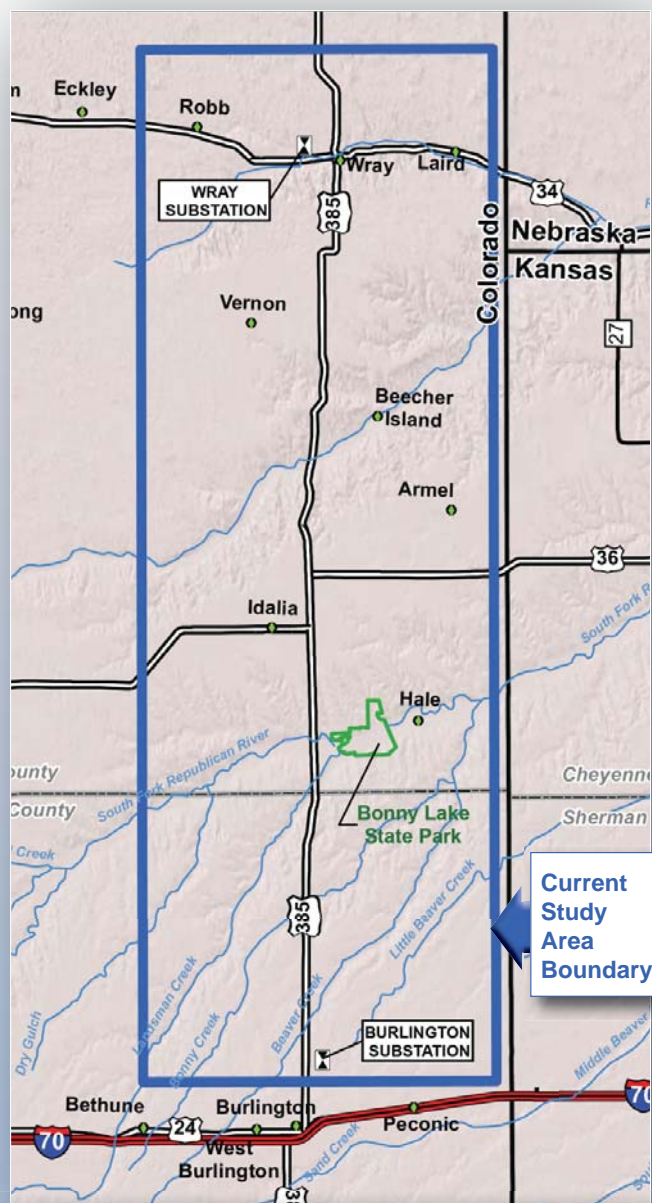 Eckley
Robb
WRAY
SUBSTATION
Wray
Laird
34
385
Colorado
Nebraska
Kansas
27
Vernon
ong
Beecher
Island
Armel
36
Idalia
South Fork R
Hale
South Fork Republican River
ounty
County
Cheyenne
Sherman
Bonny Lake
State Park
Creek
385
Current
Study
Area
Boundary
Little Beaver Creek
Landsman Creek
Beaver Creek
Bonny Creek
Dry Gulch
BURLINGTON
SUBSTATION
Middle Beaver
Bethune
24
Burlington
Peconic
70
70
West
Burlington
Sand Creek